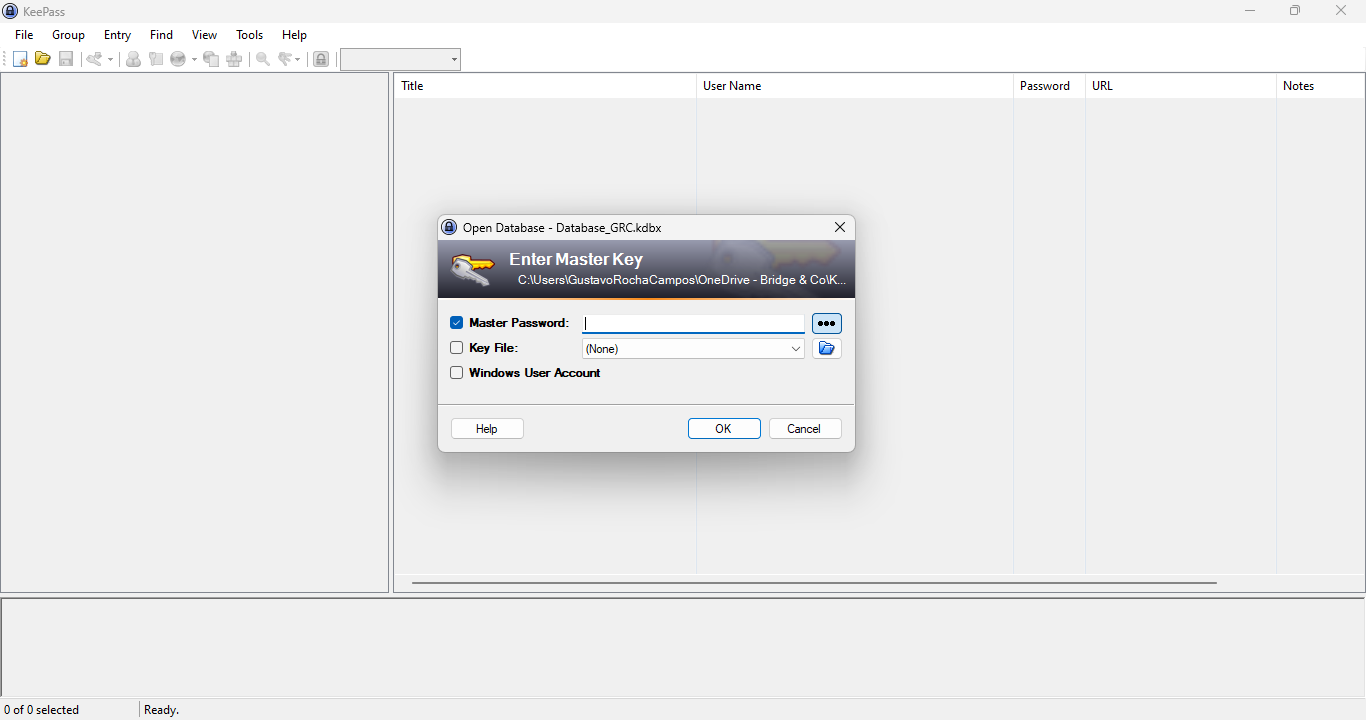 KeePass
File Group Entry Find View Tools Help
Title User Name Password URL Notes
Open Database - Database_GRC.kdbx
Enter Master Key
C:\Users\GustavoRochaCampos\OneDrive - Bridge & Co\K...
Master Password:
Key File: (None)
Windows User Account
Help OK Cancel
0 of 0 selected Ready.